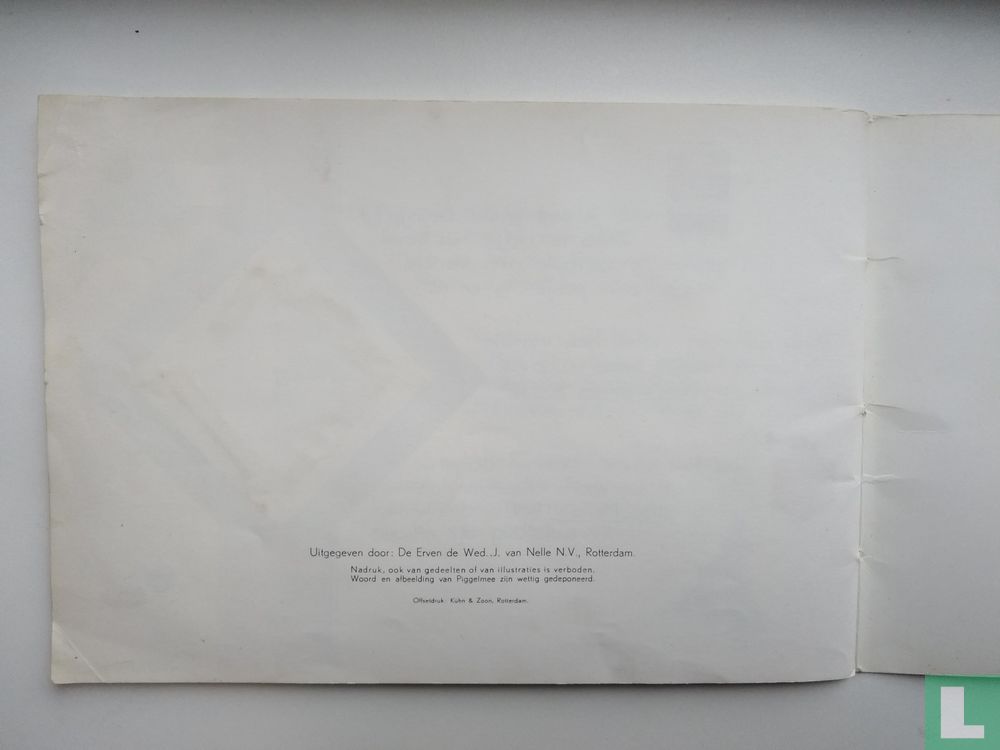 Uitgegeven door: De Erven de Wed. J. van Nelle N.V., Rotterdam.
Nadruk, ook van gedeelten of van illustraties is verboden.
Woord en afbeelding van Piggelmee zijn wettig gedeponeerd.
Offsetdruk: Kühn & Zoon, Rotterdam.
L